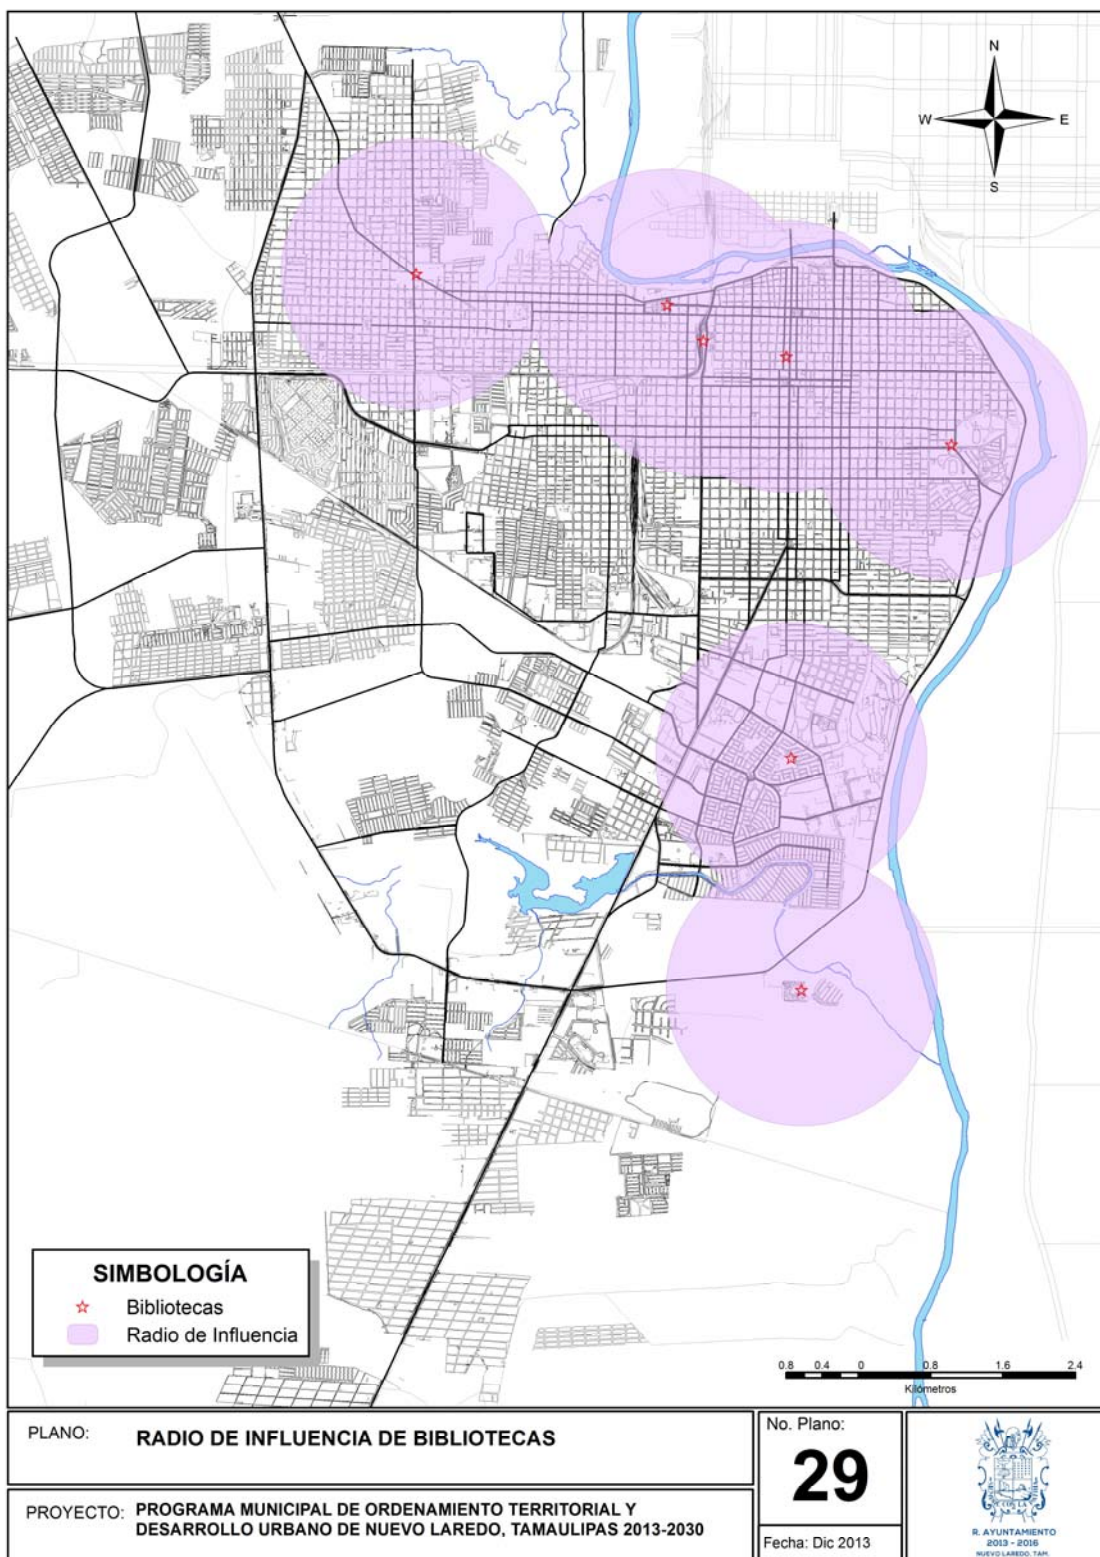 N
W
E
S
SIMBOLOGÍA
Bibliotecas
Radio de Influencia
0.8 0.4 0 0.8 1.6 2.4
Kilómetros
PLANO: RADIO DE INFLUENCIA DE BIBLIOTECAS
PROYECTO: PROGRAMA MUNICIPAL DE ORDENAMIENTO TERRITORIAL Y
DESARROLLO URBANO DE NUEVO LAREDO, TAMAULIPAS 2013-2030
No. Plano:
29
Fecha: Dic 2013
R. AYUNTAMIENTO
2013 - 2016
NUEVO LAREDO, TAM.